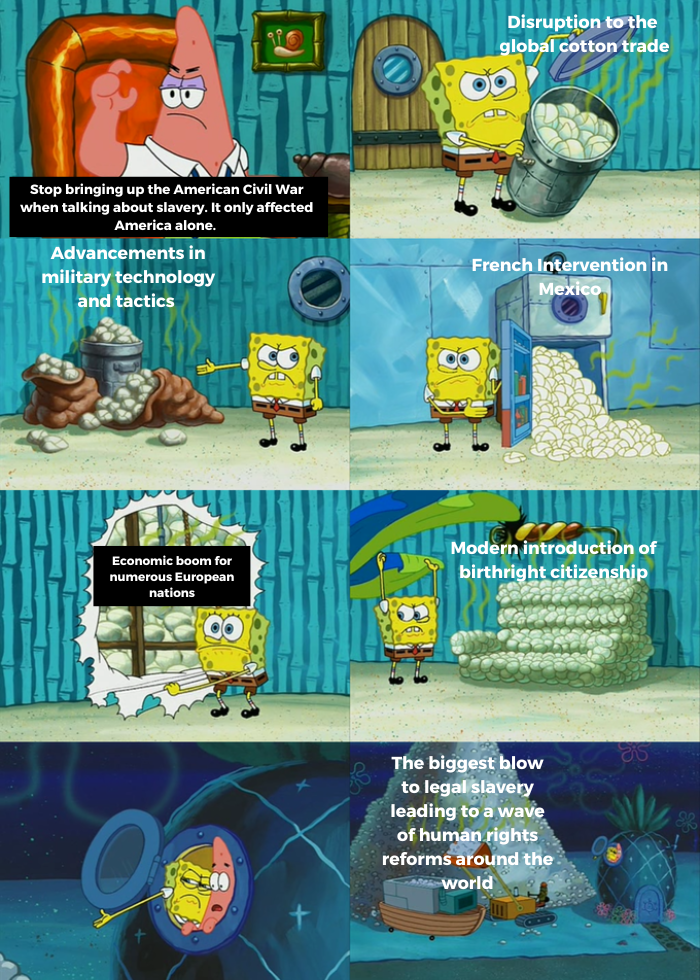 Stop bringing up the American Civil War
when talking about slavery. It only affected
America alone.
Disruption to the
global cotton trade
Advancements in
military technology
and tactics
French Intervention in
Mexico
Economic boom for
numerous European
nations
Modern introduction of
birthright citizenship
The biggest blow
to legal slavery
leading to a wave
of human rights
reforms around the
world